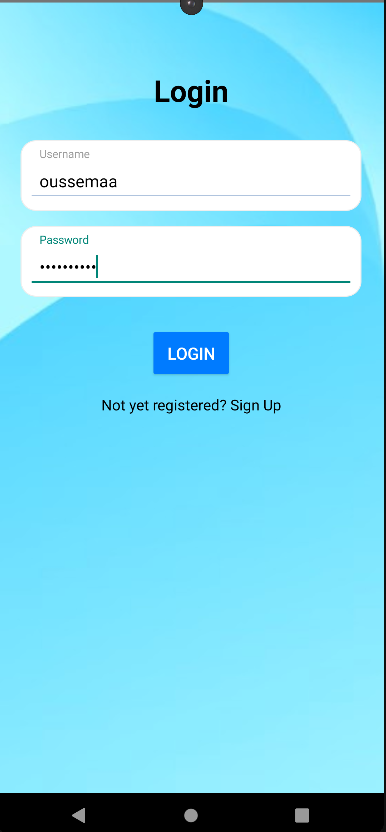 Login
Username
oussemaa
Password
••••••••••
LOGIN
Not yet registered? Sign Up